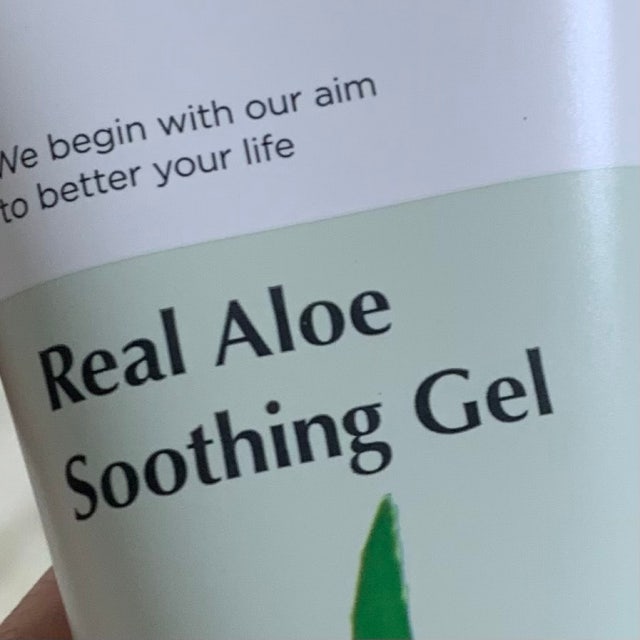 We begin with our aim
to better your life
Real Aloe
Soothing Gel